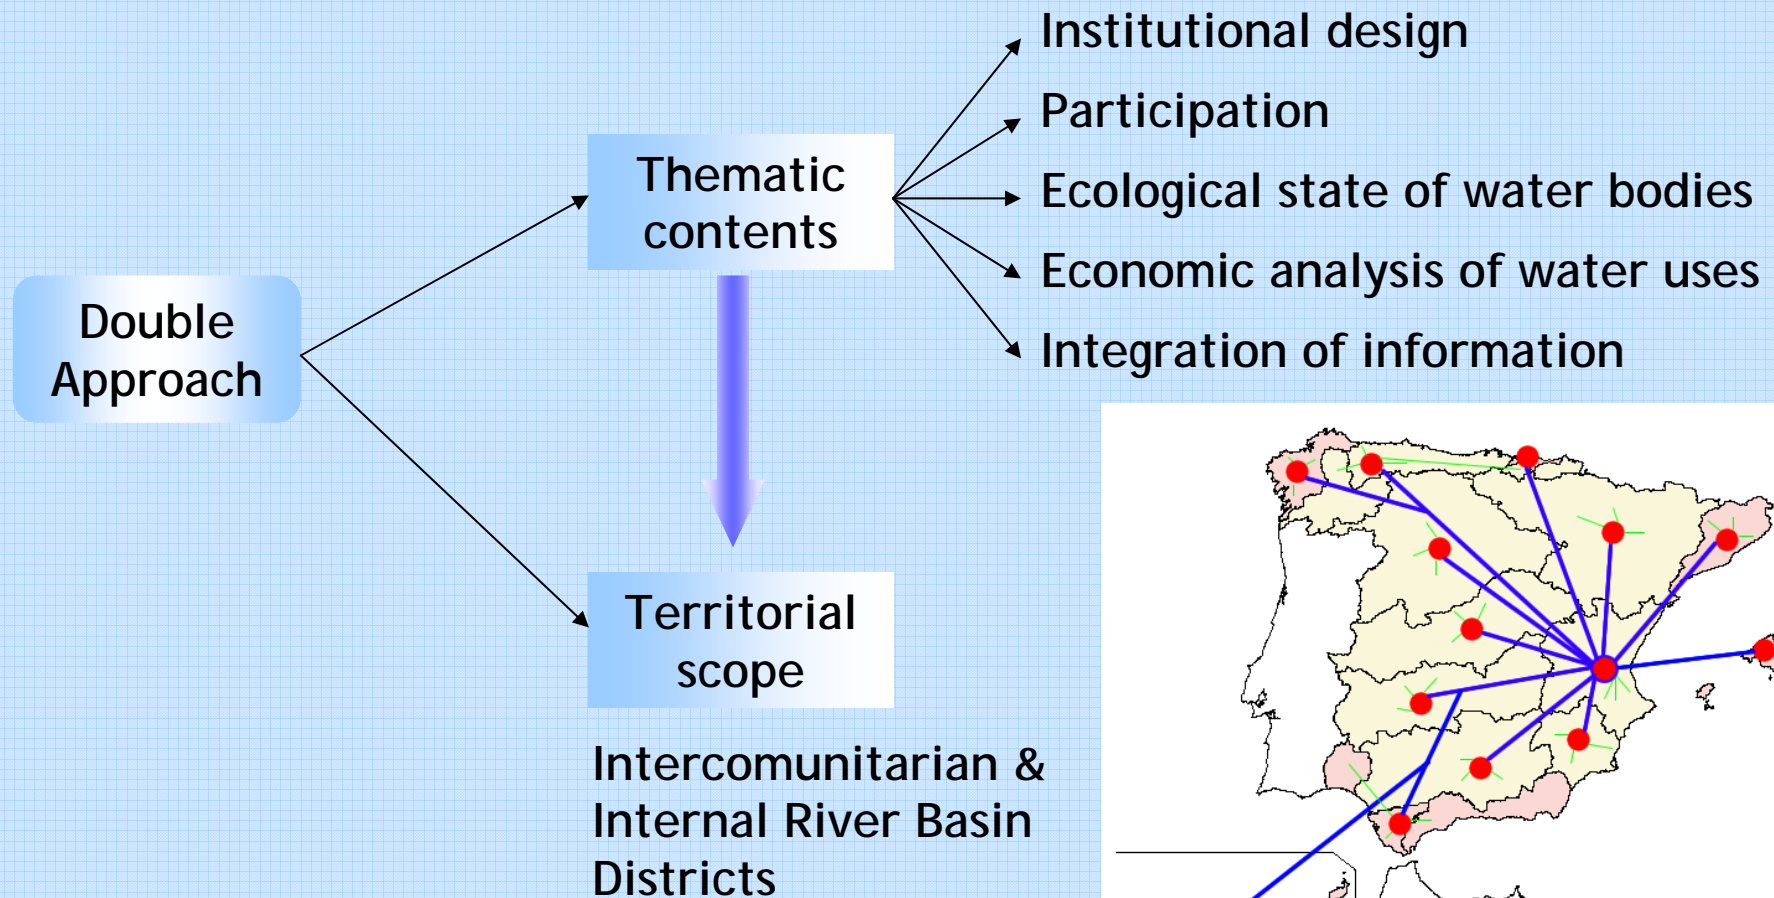 Double
Approach
Thematic
contents
Institutional design
Participation
Ecological state of water bodies
Economic analysis of water uses
Integration of information
Territorial
scope
Intercomunitarian &
Internal River Basin
Districts